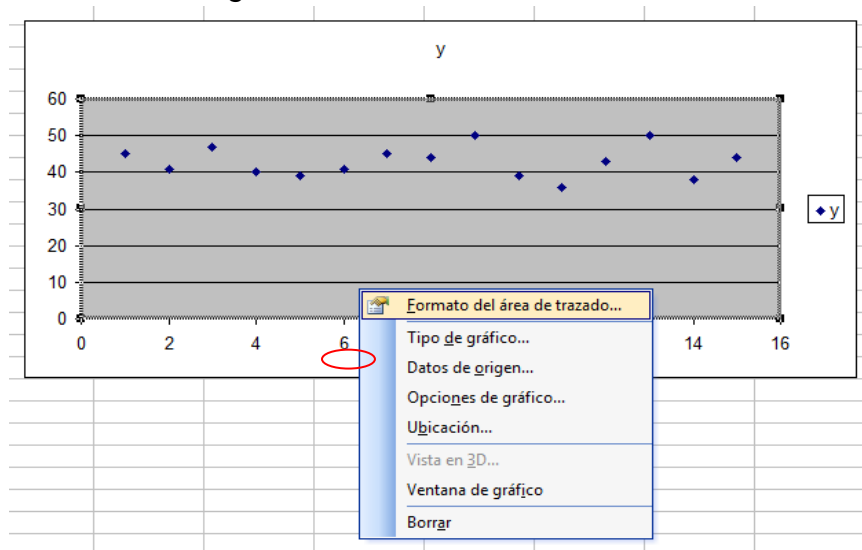 y
60
50
40
30
20
10
0
0 2 4 6 14 16
y
Formato del área de trazado...
Tipo de gráfico...
Datos de origen...
Opciones de gráfico...
Ubicación...
Vista en 3D...
Ventana de gráfico
Borrar